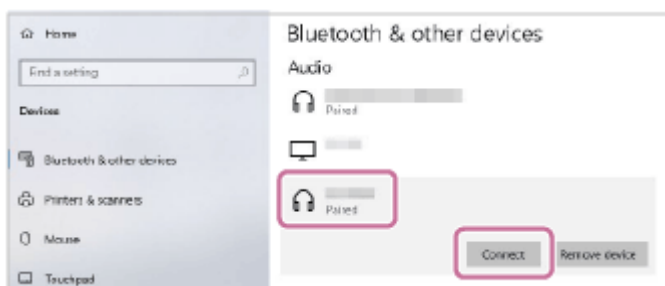 Home
Find a setting
Devices
Bluetooth & other devices
Printers & scanners
Mouse
Touchpad
Bluetooth & other devices
Audio
Paired
Paired
Connect
Remove device